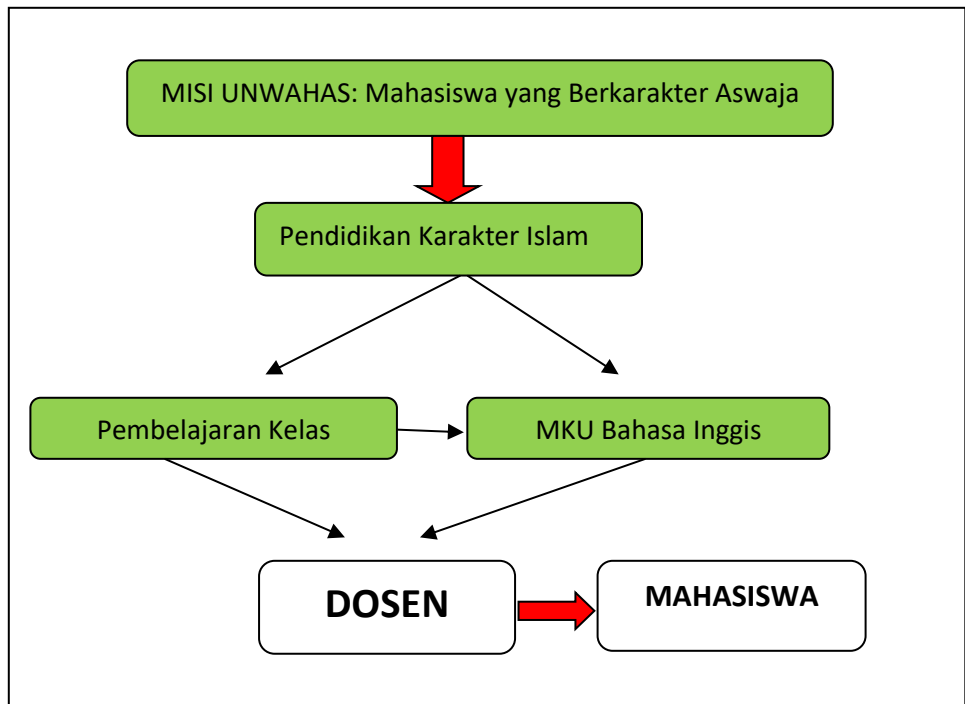 MISI UNWAHAS: Mahasiswa yang Berkarakter Aswaja
Pendidikan Karakter Islam
Pembelajaran Kelas
MKU Bahasa Inggis
DOSEN
MAHASISWA